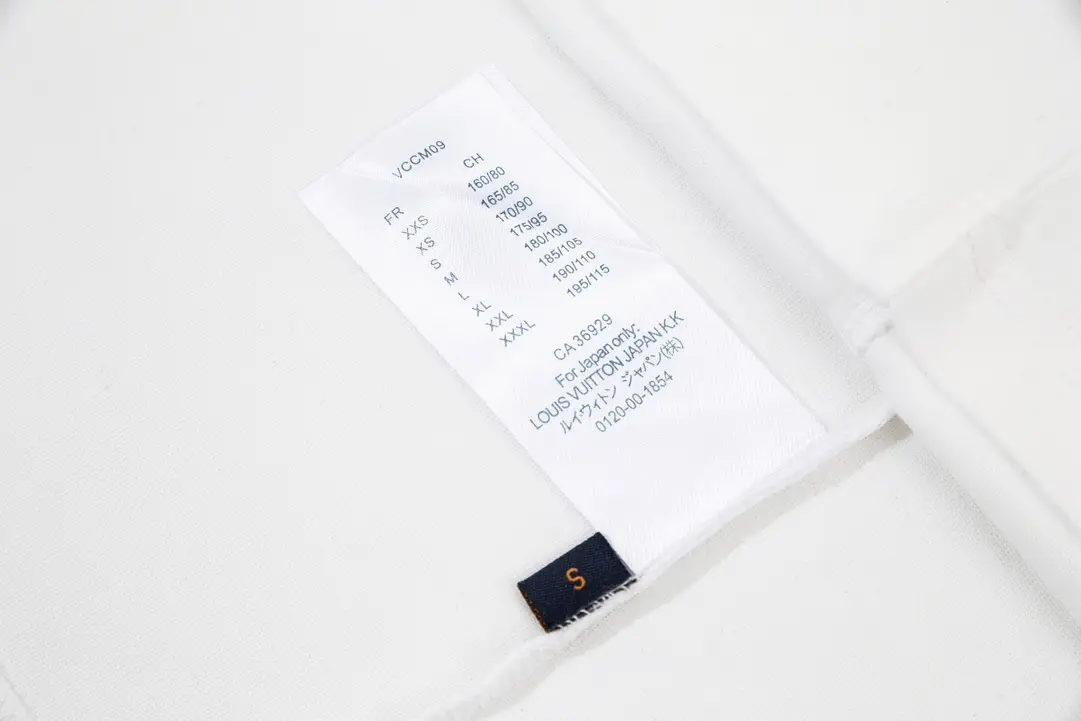 VCCM09
FR CH
XXS 160/80
XS 165/85
S 170/90
M 175/95
L 180/100
XL 185/105
XXL 190/110
XXXL 195/115
CA 36929
For Japan only:
LOUIS VUITTON JAPAN K.K
ルイ・ウィトン ジャパン(株)
0120-00-1854
S